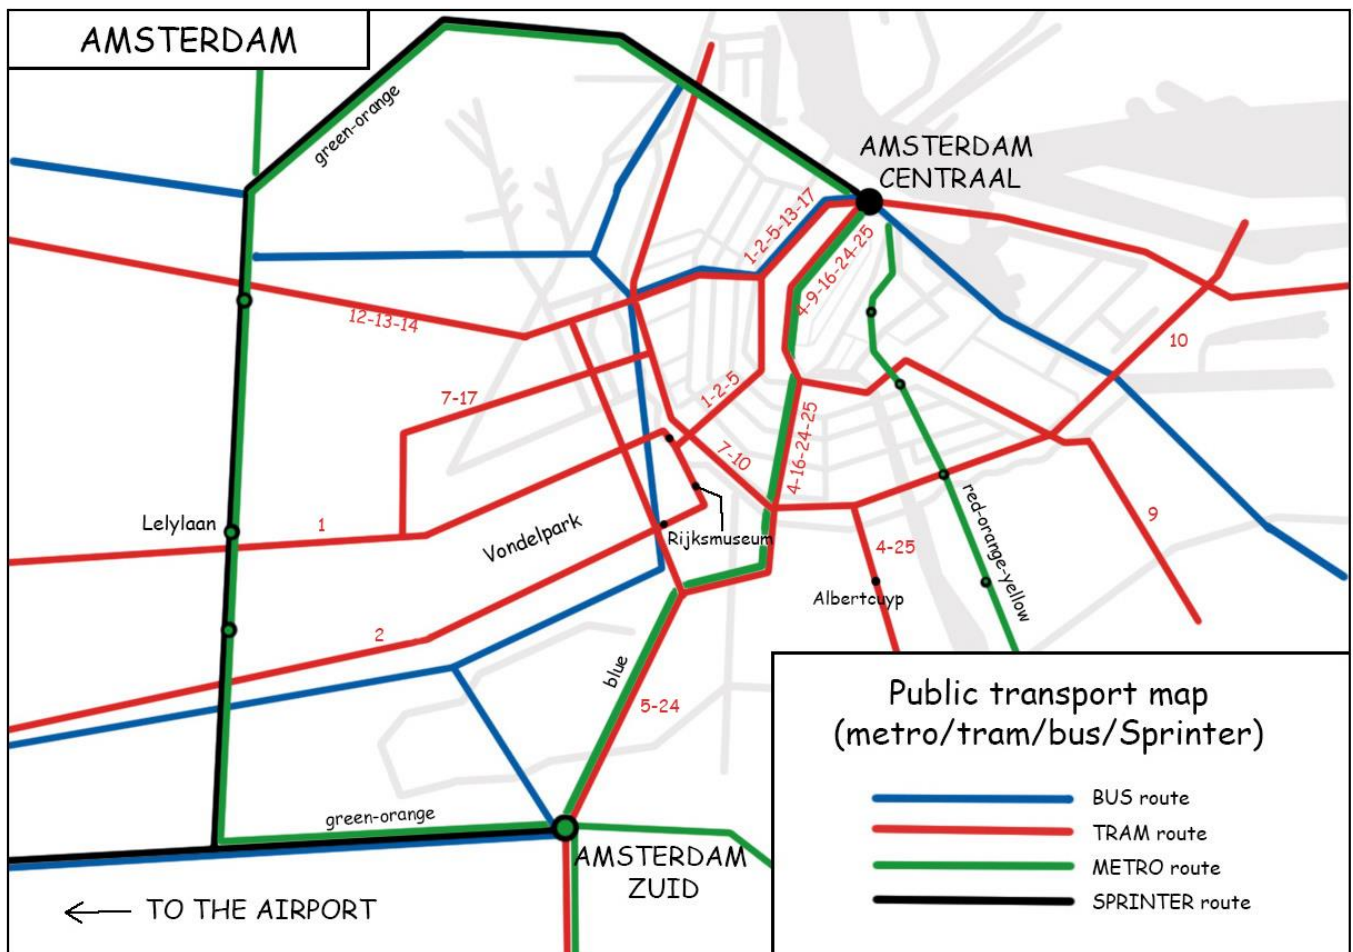 AMSTERDAM
green-orange
AMSTERDAM
CENTRAAL
1-2-5-13-17
4-9-16-24-25
12-13-14
10
7-17
1-2-5
7-10
4-16-24-25
Lelylaan
1
Vondelpark
Rijksmuseum
red-orange-yellow
9
4-25
Albertcuyp
2
blue
5-24
green-orange
AMSTERDAM
ZUID
TO THE AIRPORT
Public transport map
(metro/tram/bus/Sprinter)
BUS route
TRAM route
METRO route
SPRINTER route